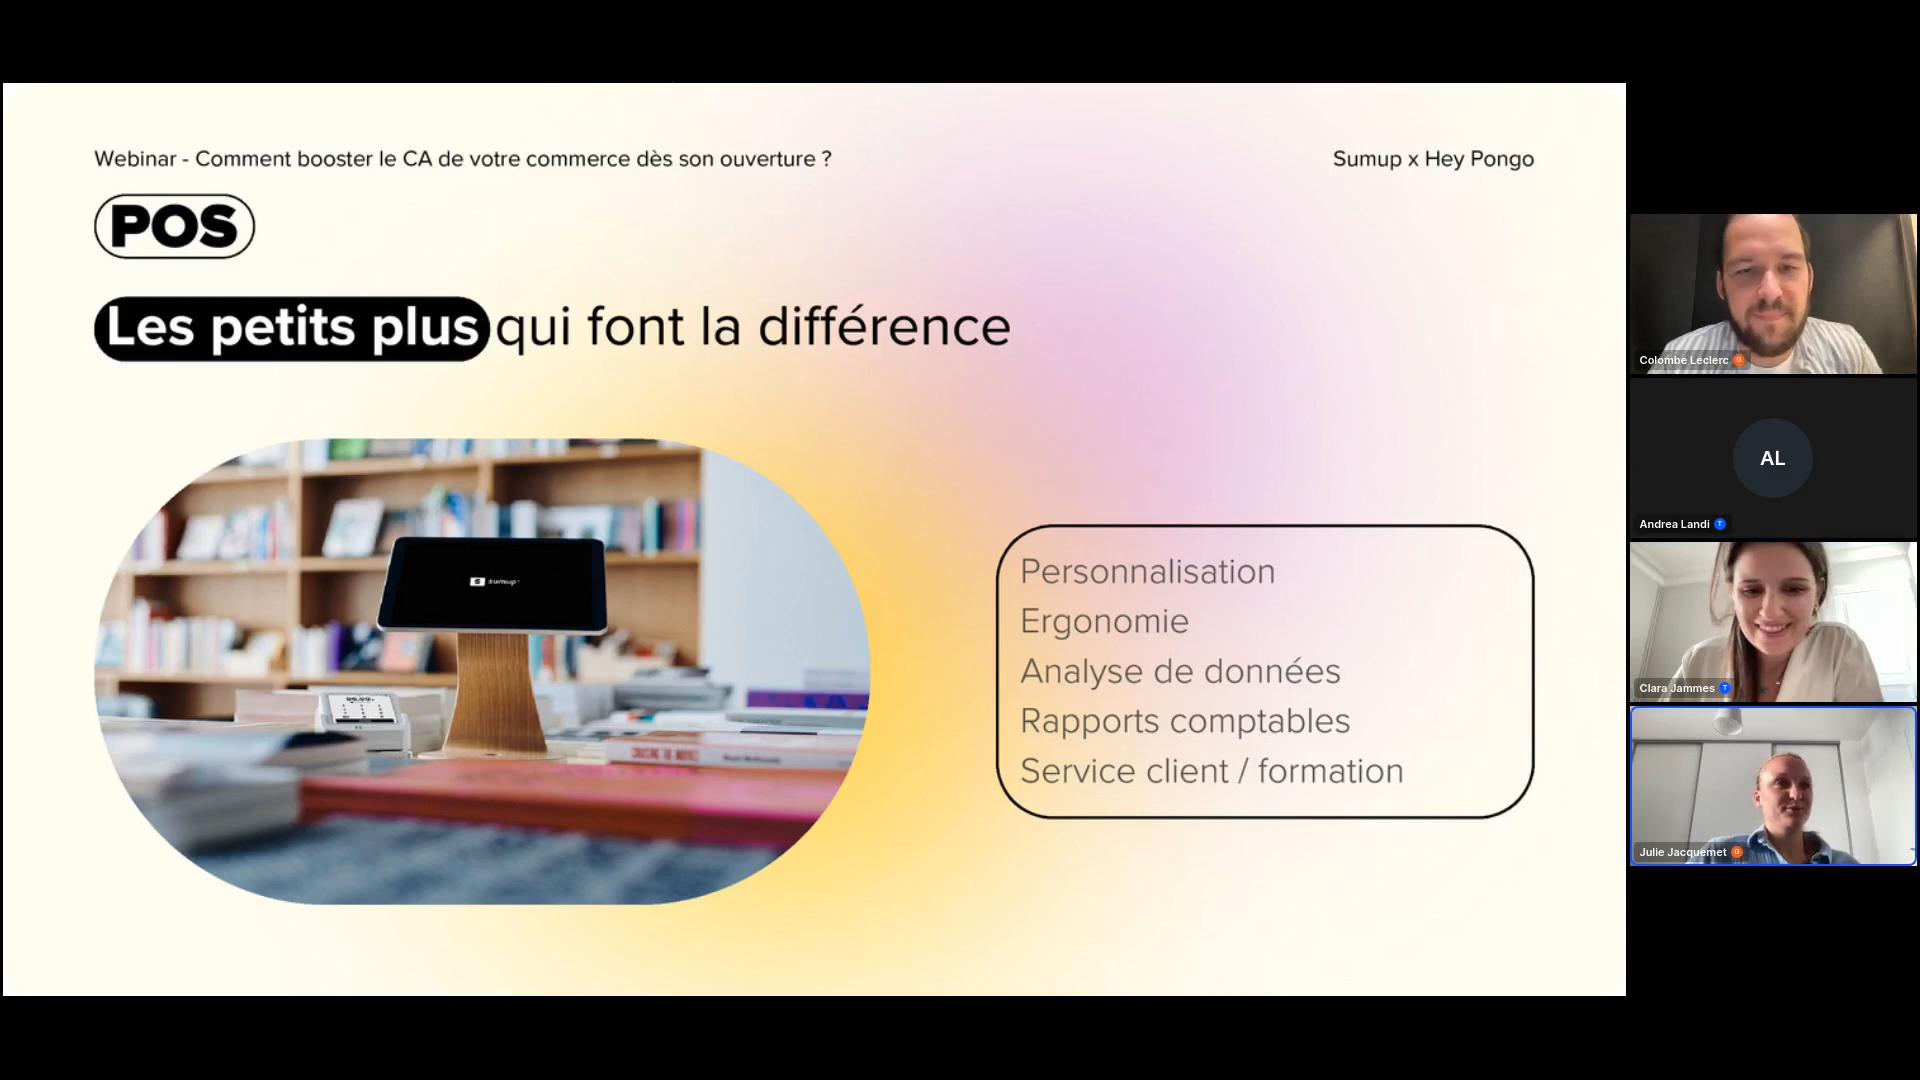 Webinar - Comment booster le CA de votre commerce dès son ouverture ?
Sumup x Hey Pongo
POS
Les petits plus qui font la différence
sumup
Personnalisation
Ergonomie
Analyse de données
Rapports comptables
Service client / formation
Colombe Leclerc G
AL
Andrea Landi T
Clara Jammes T
Julie Jacquemet G